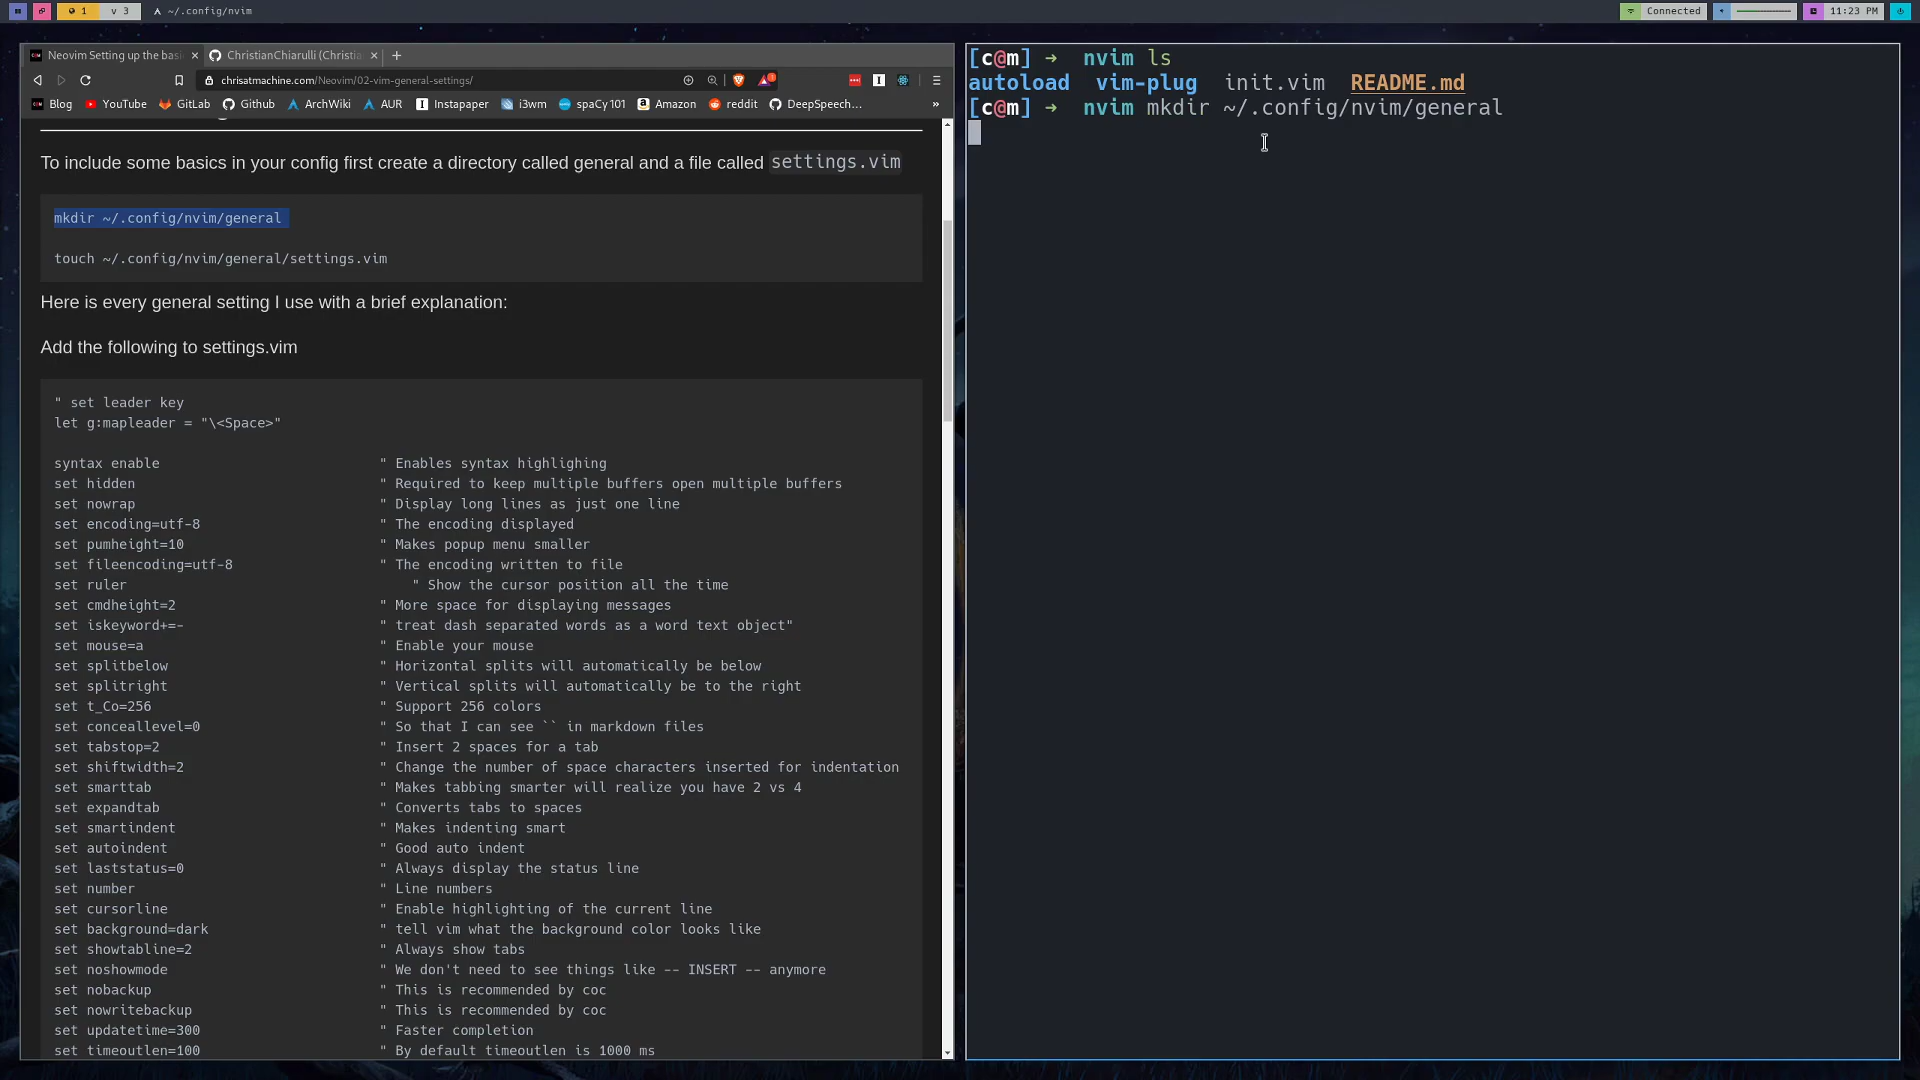 1
v 3
~/.config/nvim
Connected
11:23 PM
Neovim Setting up the basi
ChristianChiarulli (Christia
chrisatmachine.com/Neovim/02-vim-general-settings/
Blog YouTube GitLab Github ArchWiki AUR Instapaper i3wm spaCy101 Amazon reddit DeepSpeech… »
To include some basics in your config first create a directory called general and a file called settings.vim
mkdir ~/.config/nvim/general
touch ~/.config/nvim/general/settings.vim
Here is every general setting I use with a brief explanation:
Add the following to settings.vim
" set leader key
let g:mapleader = "\<Space>"
syntax enable " Enables syntax highlighing
set hidden " Required to keep multiple buffers open multiple buffers
set nowrap " Display long lines as just one line
set encoding=utf-8 " The encoding displayed
set pumheight=10 " Makes popup menu smaller
set fileencoding=utf-8 " The encoding written to file
set ruler " Show the cursor position all the time
set cmdheight=2 " More space for displaying messages
set iskeyword+=- " treat dash separated words as a word text object"
set mouse=a " Enable your mouse
set splitbelow " Horizontal splits will automatically be below
set splitright " Vertical splits will automatically be to the right
set t_Co=256 " Support 256 colors
set conceallevel=0 " So that I can see `` in markdown files
set tabstop=2 " Insert 2 spaces for a tab
set shiftwidth=2 " Change the number of space characters inserted for indentation
set smarttab " Makes tabbing smarter will realize you have 2 vs 4
set expandtab " Converts tabs to spaces
set smartindent " Makes indenting smart
set autoindent " Good auto indent
set laststatus=0 " Always display the status line
set number " Line numbers
set cursorline " Enable highlighting of the current line
set background=dark " tell vim what the background color looks like
set showtabline=2 " Always show tabs
set noshowmode " We don't need to see things like -- INSERT -- anymore
set nobackup " This is recommended by coc
set nowritebackup " This is recommended by coc
set updatetime=300 " Faster completion
set timeoutlen=100 " By default timeoutlen is 1000 ms
[c@m] → nvim ls
autoload vim-plug init.vim README.md
[c@m] → nvim mkdir ~/.config/nvim/general